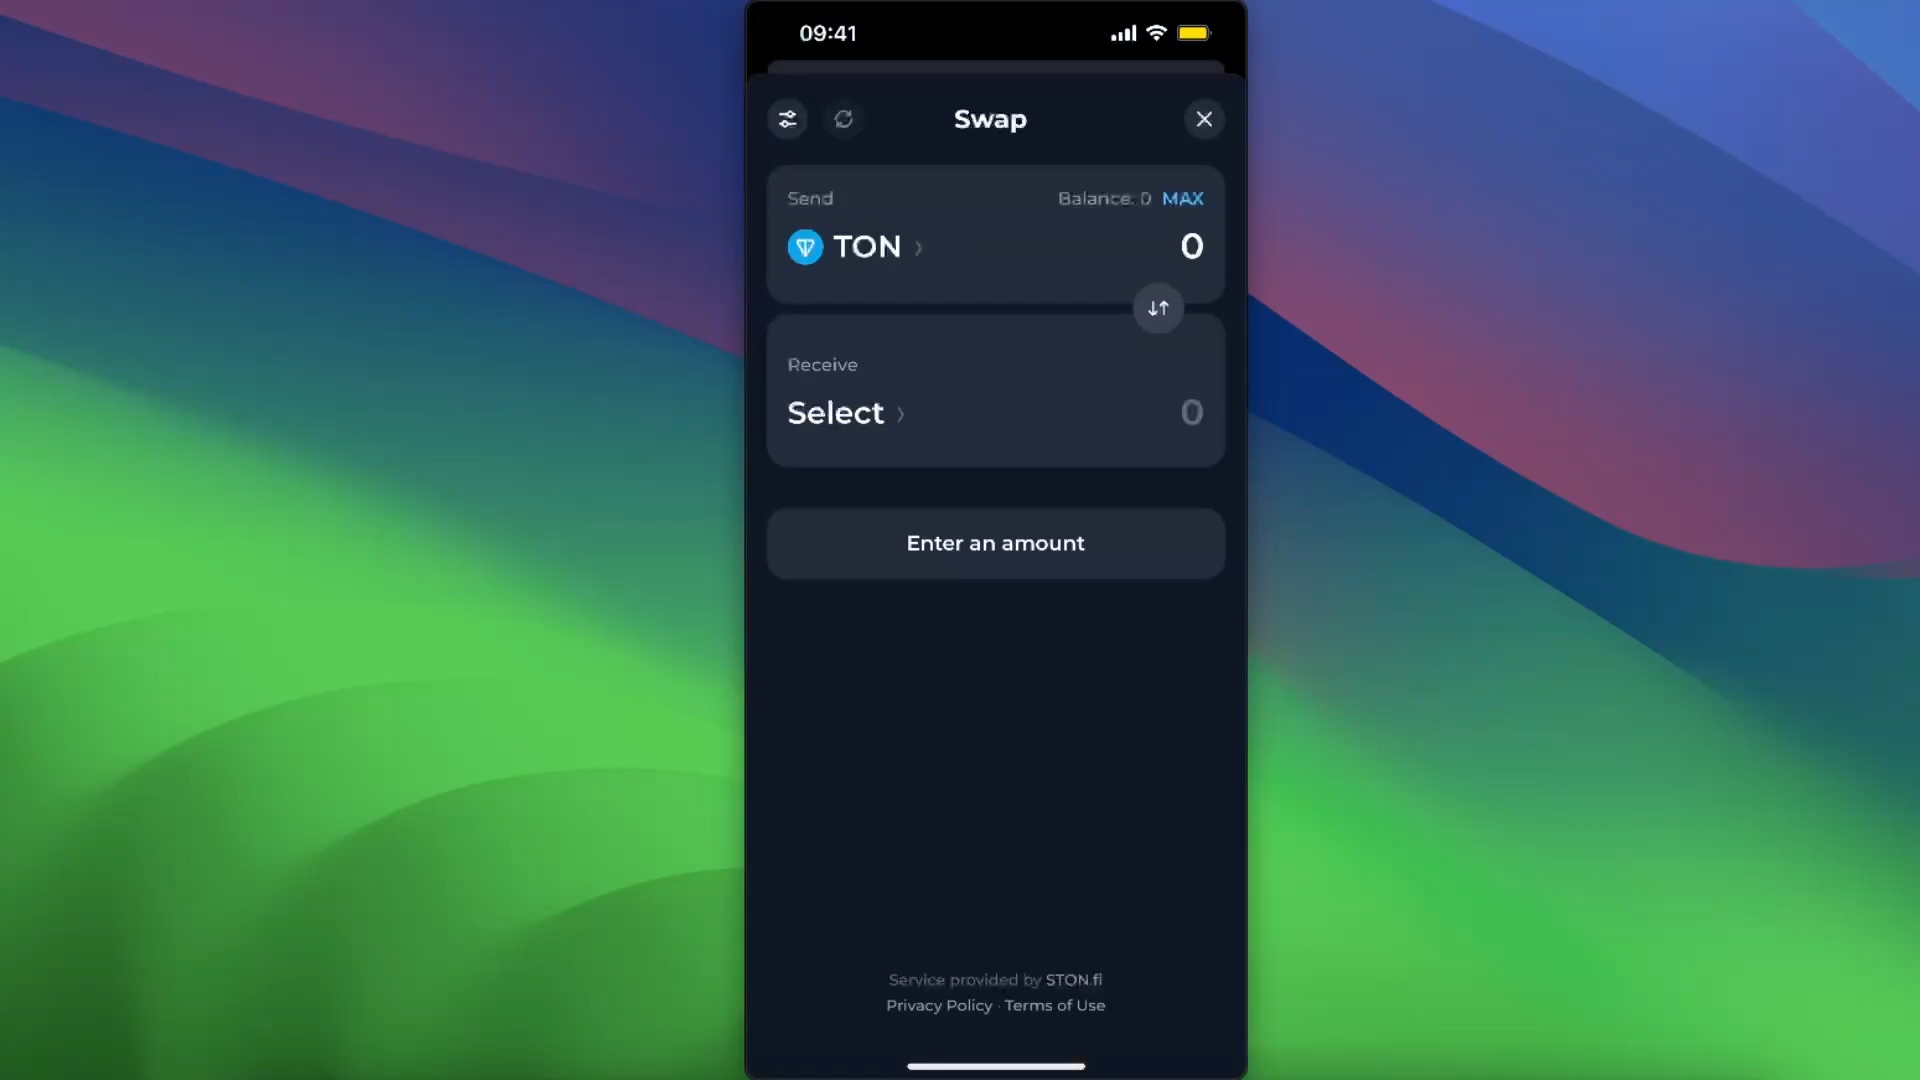 09:41
Swap
Send
Balance: 0 MAX
TON
0
Receive
Select
0
Enter an amount
Service provided by STON.fi
Privacy Policy · Terms of Use